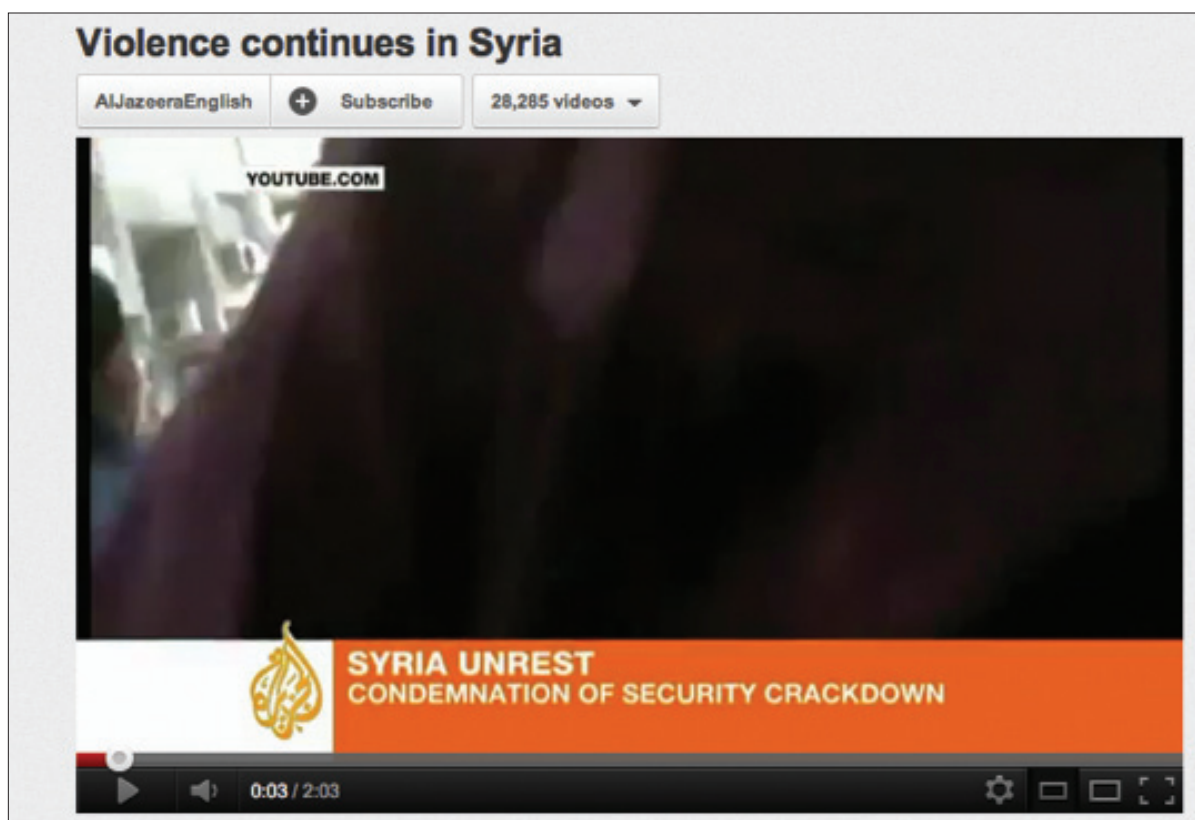 Violence continues in Syria
AlJazeeraEnglish Subscribe 28,285 videos
YOUTUBE.COM
SYRIA UNREST
CONDEMNATION OF SECURITY CRACKDOWN
0:03 / 2:03